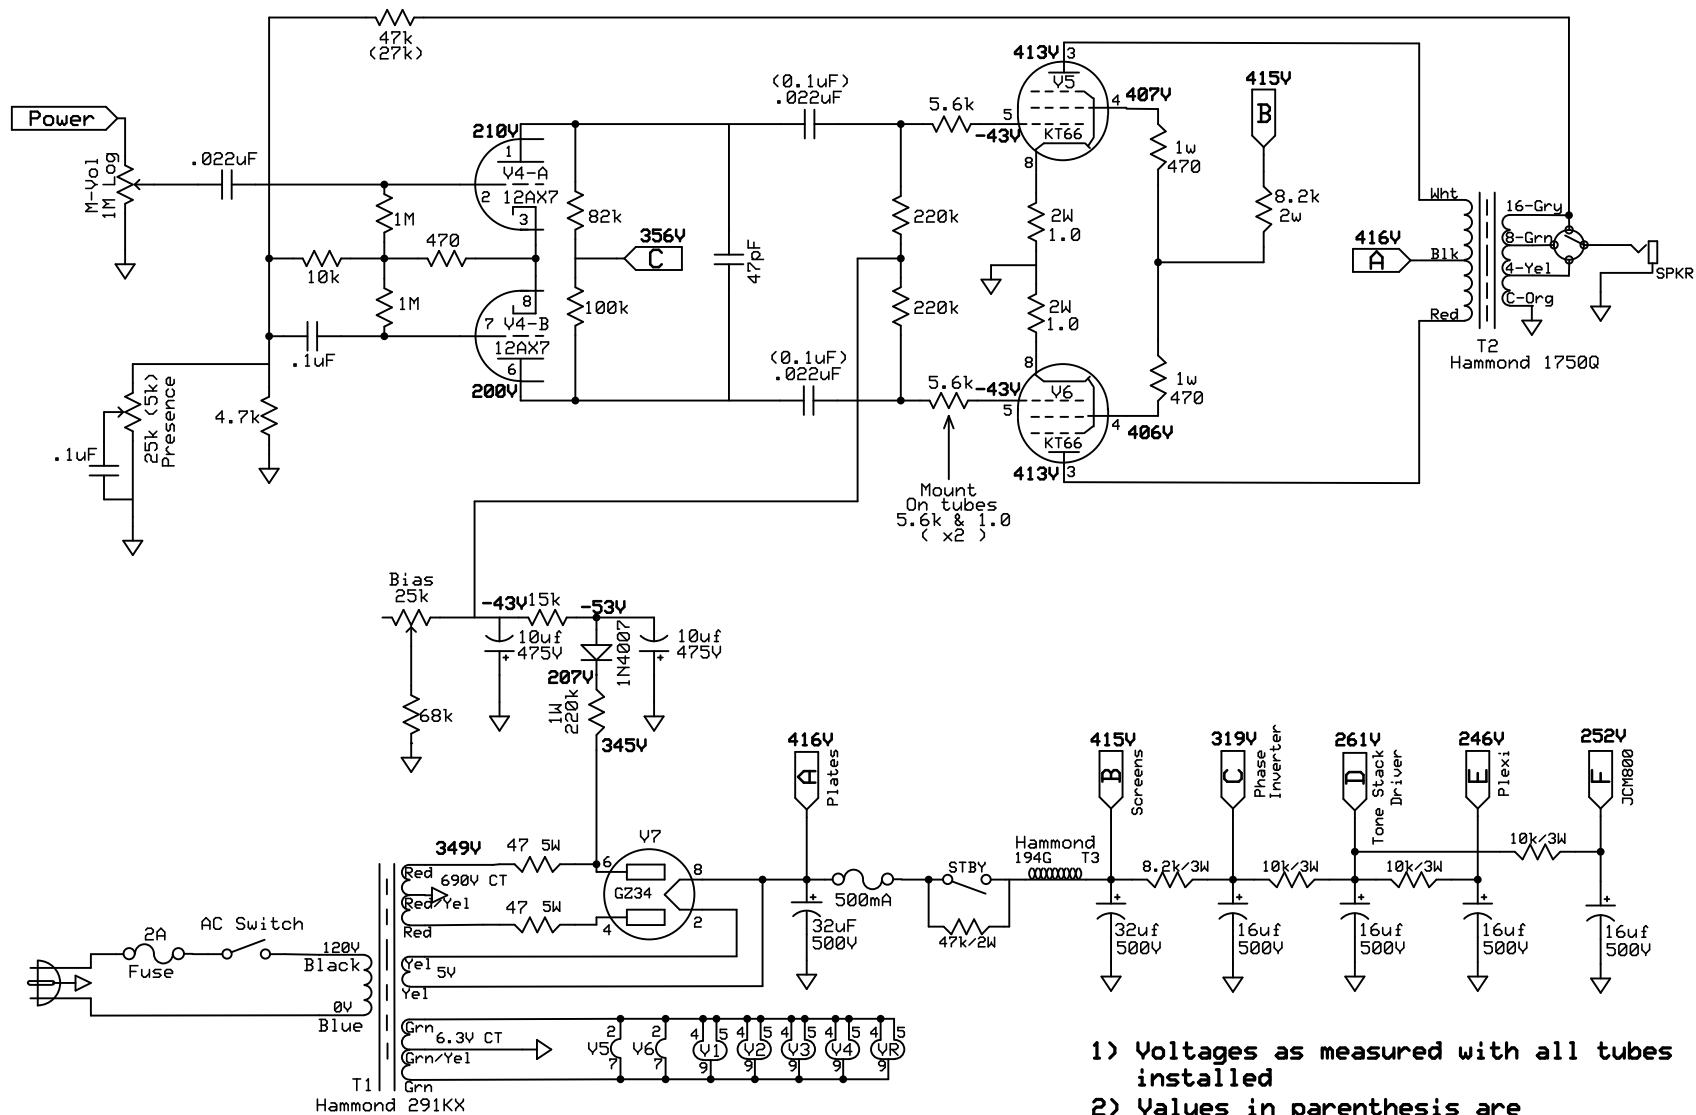 47k
(27k)
Power
M-Vol
1M Log
.022uF
210V
1
V4-A
2
12AX7
3
1M
470
10k
1M
8
7
V4-B
12AX7
6
200V
.1uF
4.7k
25k (5k)
Presence
.1uF
82k
356V
C
100k
47pF
(0.1uF)
.022uF
(0.1uF)
.022uF
220k
220k
5.6k
5.6k
413V
3
V5
5
-43V
KT66
4
407V
8
2W
1.0
2W
1.0
8
-43V
V6
5
KT66
4
406V
413V
3
1w
470
1w
470
415V
B
8.2k
2w
416V
A
Wht
Blk
Red
16-Gry
8-Grn
4-Yel
C-Org
SPKR
T2
Hammond 1750Q
Mount
On tubes
5.6k & 1.0
( x2 )
Bias
25k
-43V
15k
-53V
10uf
475V
1N4007
10uf
475V
207V
1W
220k
68k
345V
349V
47 5W
47 5W
Red
690V CT
Red/Yel
Red
V7
6
8
GZ34
4
2
416V
A
Plates
32uF
500V
500mA
STBY
47k/2W
Hammond
194G T3
415V
B
Screens
32uf
500V
8.2k/3W
319V
C
Phase
Inverter
16uf
500V
10k/3W
261V
D
Tone Stack
Driver
16uf
500V
10k/3W
246V
E
Plexi
16uf
500V
10k/3W
252V
F
JCM800
16uf
500V
2A
Fuse
AC Switch
120V
Black
0V
Blue
Yel
5V
Yel
Grn
6.3V CT
Grn/Yel
Grn
T1
Hammond 291KX
2
V5
7
2
V6
7
4 5
V1
9
4 5
V2
9
4 5
V3
9
4 5
V4
9
4 5
VR
9
1) Voltages as measured with all tubes
installed
2) Values in parenthesis are